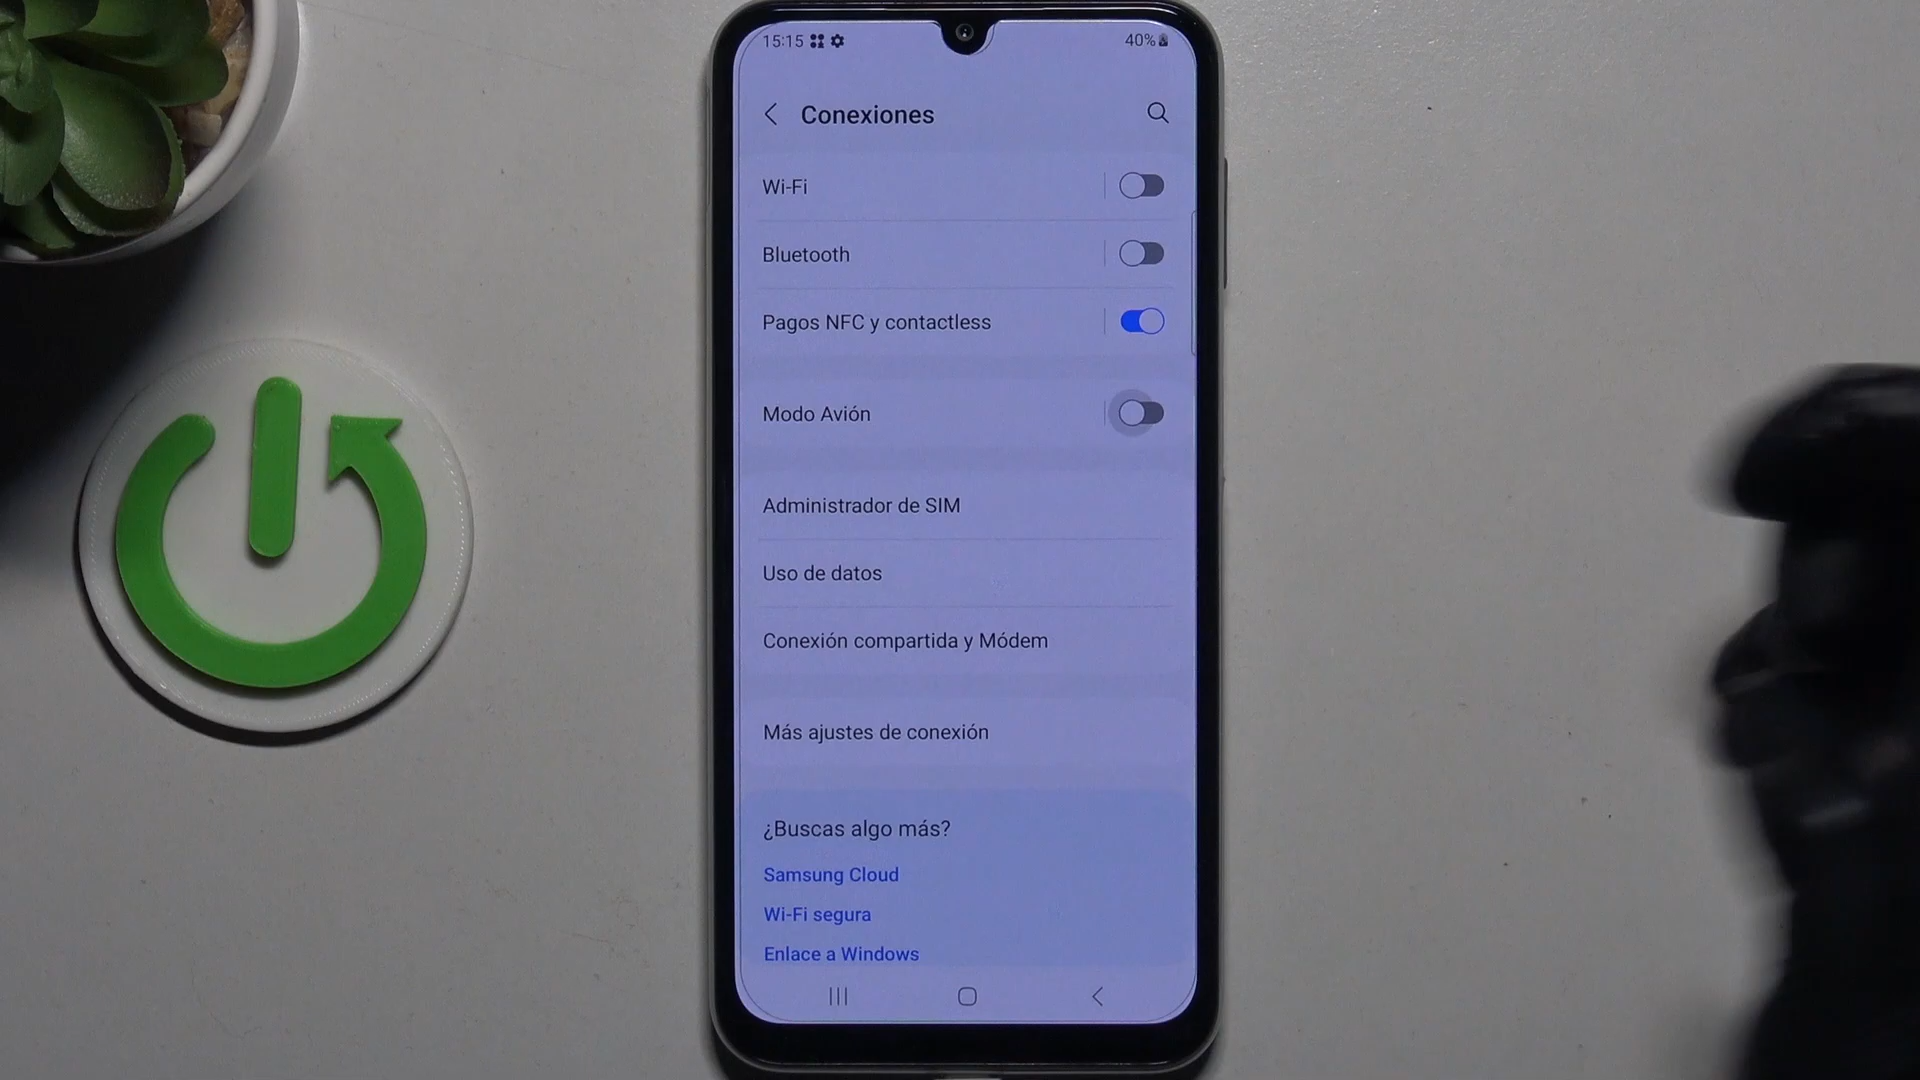 15:15
40%
Conexiones
Wi-Fi
Bluetooth
Pagos NFC y contactless
Modo Avión
Administrador de SIM
Uso de datos
Conexión compartida y Módem
Más ajustes de conexión
¿Buscas algo más?
Samsung Cloud
Wi-Fi segura
Enlace a Windows